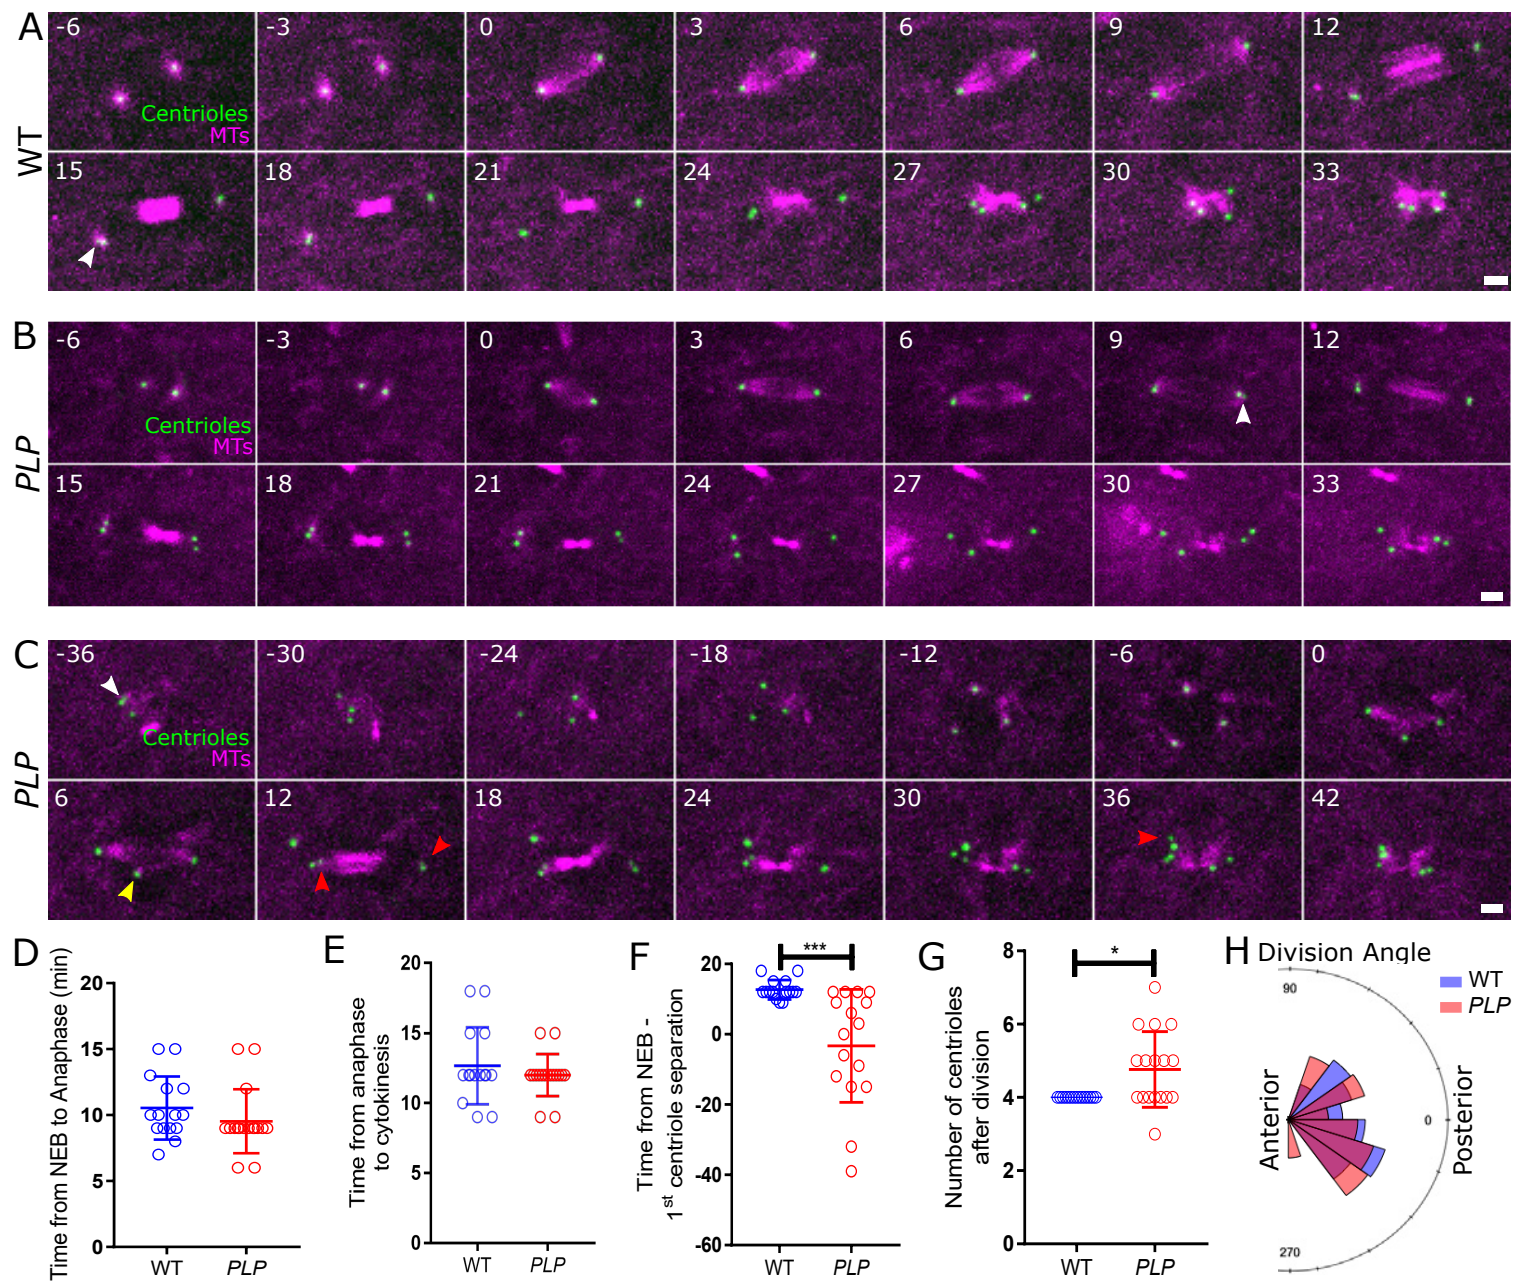 A
WT
-6
-3
0
3
6
9
12
Centrioles
MTs
15
18
21
24
27
30
33
B
PLP
-6
-3
0
3
6
9
12
Centrioles
MTs
15
18
21
24
27
30
33
C
PLP
-36
-30
-24
-18
-12
-6
0
Centrioles
MTs
6
12
18
24
30
36
42
D
Time from NEB to Anaphase (min)
20
15
10
5
0
WT
PLP
E
Time from anaphase
to cytokinesis
20
15
10
5
0
WT
PLP
F
Time from NEB -
1st centriole separation
20
0
-20
-40
-60
***
WT
PLP
G
Number of centrioles
after division
8
6
4
2
0
*
WT
PLP
H
Division Angle
WT
PLP
90
0
270
Anterior
Posterior